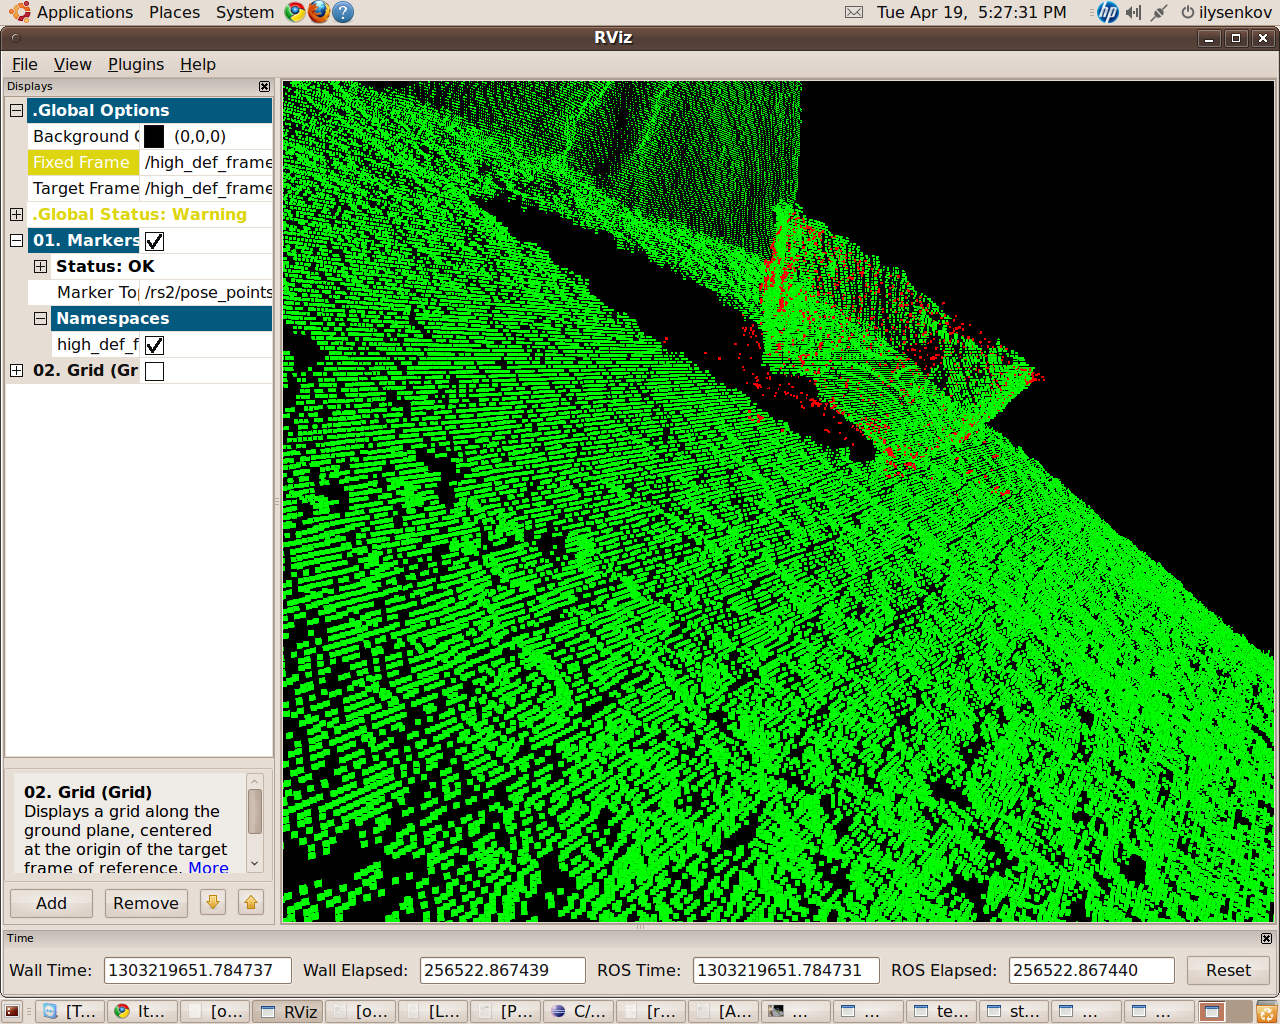 Applications Places System Tue Apr 19, 5:27:31 PM hp ilysenkov
RViz
File View Plugins Help
Displays
.Global Options
Background (0,0,0)
Fixed Frame /high_def_frame
Target Frame /high_def_frame
.Global Status: Warning
01. Markers
Status: OK
Marker To /rs2/pose_points
Namespaces
high_def_f
02. Grid (Gr
02. Grid (Grid)
Displays a grid along the
ground plane, centered
at the origin of the target
frame of reference. More
Add Remove
Time
Wall Time: 1303219651.784737 Wall Elapsed: 256522.867439 ROS Time: 1303219651.784731 ROS Elapsed: 256522.867440 Reset
[T... It... [o... RViz [o... [L... [P... C/... [r... [A... ... ... te... st... ... ...